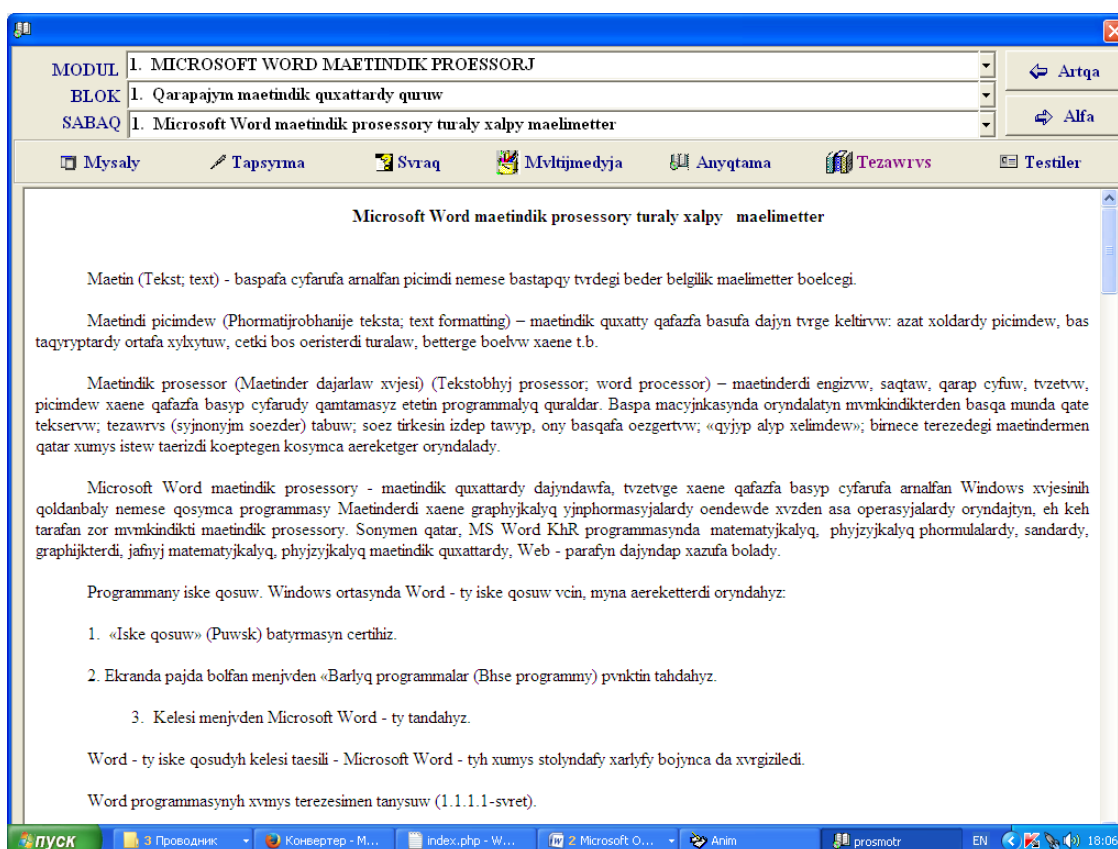 MODUL 1. MICROSOFT WORD MAETINDIK PROESSORJ
BLOK 1. Qarapajym maetindik quxattardy quruw
SABAQ 1. Microsoft Word maetindik prosessory turaly xalpy maelimetter
Artqa
Alfa
Mysaly Tapsyrma Svraq Mvltijmedyja Anyqtama Tezawrvs Testiler
Microsoft Word maetindik prosessory turaly xalpy maelimetter
Maetin (Tekst; text) - baspafa cyfarufa arnalfan picimdi nemese bastapqy tvrdegi beder belgilik maelimetter boelcegi.
Maetindi picimdew (Phormatijrobhanije teksta; text formatting) – maetindik quxatty qafazfa basufa dajyn tvrge keltirvw: azat xoldardy picimdew, bas
taqyryptardy ortafa xylxytuw, cetki bos oeristerdi turalaw, betterge boelvw xaene t.b.
Maetindik prosessor (Maetinder dajarlaw xvjesi) (Tekstobhyj prosessor; word processor) – maetinderdi engizvw, saqtaw, qarap cyfuw, tvzetvw,
picimdew xaene qafazfa basyp cyfarudy qamtamasyz etetin programmalyq quraldar. Baspa macyjnkasynda oryndalatyn mvmkindikterden basqa munda qate
tekservw; tezawrvs (syjnonyjm soezder) tabuw; soez tirkesin izdep tawyp, ony basqafa oezgertvw; «qyjyp alyp xelimdew»; birnece terezedegi maetindermen
qatar xumys istew taerizdi koeptegen kosymca aereketger oryndalady.
Microsoft Word maetindik prosessory - maetindik quxattardy dajyndawfa, tvzetvge xaene qafazfa basyp cyfarufa arnalfan Windows xvjesinih
qoldanbaly nemese qosymca programmasy Maetinderdi xaene graphyjkalyq yjnphormasyjalardy oendewde xvzden asa operasyjalardy oryndajtyn, eh keh
tarafan zor mvmkindikti maetindik prosessory. Sonymen qatar, MS Word KhR programmasynda matematyjkalyq, phyjzyjkalyq phormulalardy, sandardy,
graphijkterdi, jafnyj matematyjkalyq, phyjzyjkalyq maetindik quxattardy, Web - parafyn dajyndap xazufa bolady.
Programmany iske qosuw. Windows ortasynda Word - ty iske qosuw vcin, myna aereketterdi oryndahyz:
1. «Iske qosuw» (Puwsk) batyrmasyn certihiz.
2. Ekranda pajda bolfan menjvden «Barlyq programmalar (Bhse programmy) pvnktin tahdahyz.
3. Kelesi menjvden Microsoft Word - ty tandahyz.
Word - ty iske qosudyh kelesi taesili - Microsoft Word - tyh xumys stolyndafy xarlyfy bojynca da xvrgiziledi.
Word programmasynyh xvmys terezesimen tanysuw (1.1.1.1-svret).
пуск 3 Проводник Конвертер - М... index.php - W... 2 Microsoft O... Anim prosmotr EN 18:06